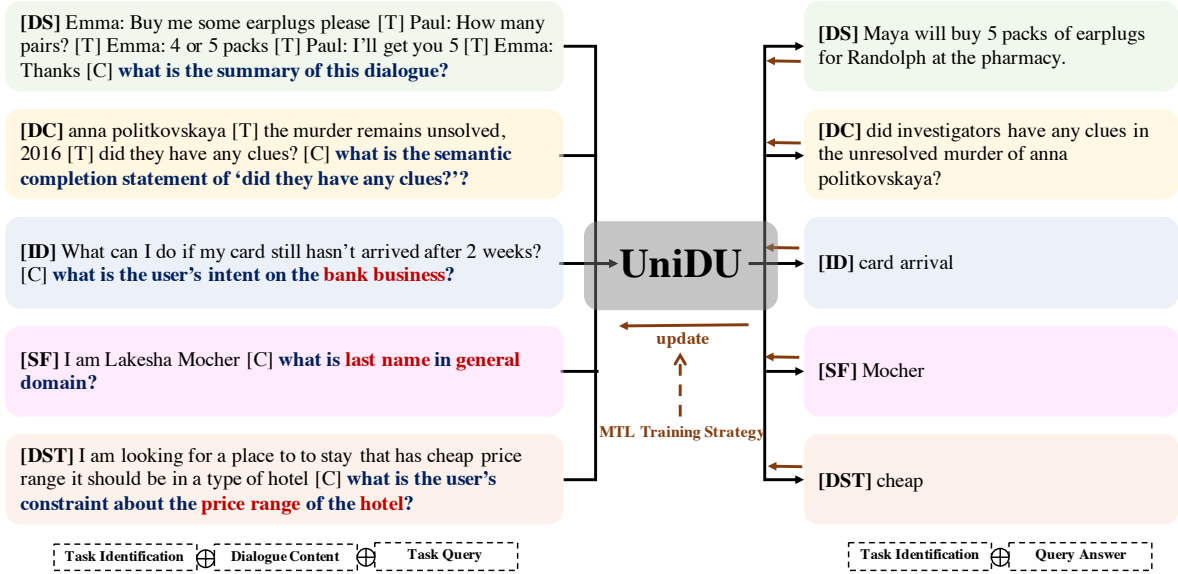 [DS] Emma: Buy me some earplugs please [T] Paul: How many
pairs? [T] Emma: 4 or 5 packs [T] Paul: I'll get you 5 [T] Emma:
Thanks [C] what is the summary of this dialogue?
[DC] anna politkovskaya [T] the murder remains unsolved,
2016 [T] did they have any clues? [C] what is the semantic
completion statement of 'did they have any clues?'?
[ID] What can I do if my card still hasn't arrived after 2 weeks?
[C] what is the user's intent on the bank business?
[SF] I am Lakesha Mocher [C] what is last name in general
domain?
[DST] I am looking for a place to to stay that has cheap price
range it should be in a type of hotel [C] what is the user's
constraint about the price range of the hotel?
Task Identification ⊕ Dialogue Content ⊕ Task Query
UniDU
update
MTL Training Strategy
[DS] Maya will buy 5 packs of earplugs
for Randolph at the pharmacy.
[DC] did investigators have any clues in
the unresolved murder of anna
politkovskaya?
[ID] card arrival
[SF] Mocher
[DST] cheap
Task Identification ⊕ Query Answer